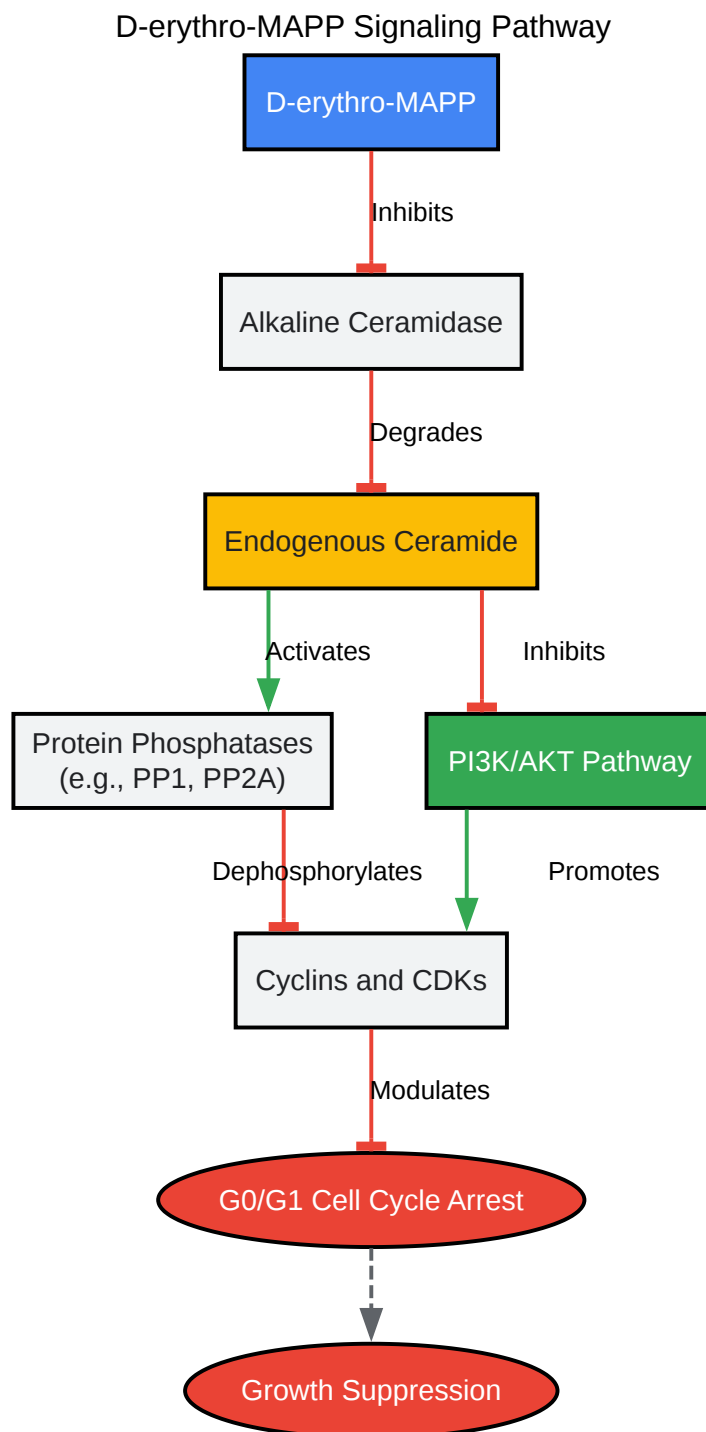 D-erythro-MAPP Signaling Pathway
D-erythro-MAPP
Inhibits
Alkaline Ceramidase
Degrades
Endogenous Ceramide
Activates
Inhibits
Protein Phosphatases
(e.g., PP1, PP2A)
PI3K/AKT Pathway
Dephosphorylates
Promotes
Cyclins and CDKs
Modulates
G0/G1 Cell Cycle Arrest
Growth Suppression